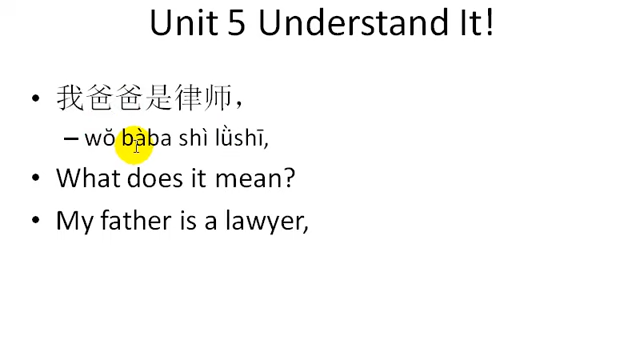 Unit 5 Understand It!
• 我爸爸是律师，
– wǒ bàba shì lǜshī,
• What does it mean?
• My father is a lawyer,